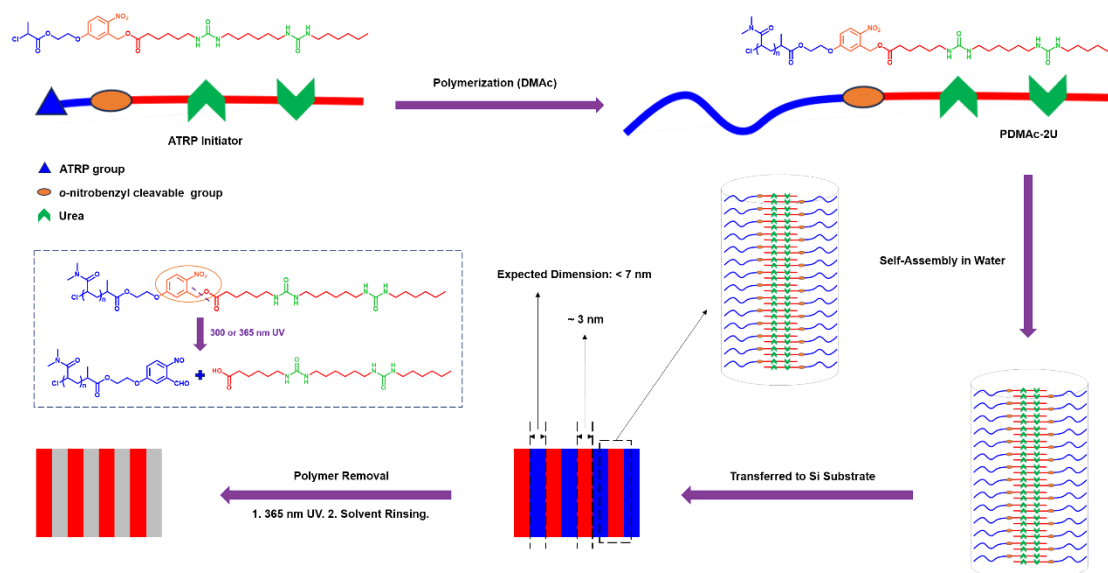 Polymerization (DMAc)
ATRP Initiator
PDMAc-2U
ATRP group
o-nitrobenzyl cleavable group
Urea
Expected Dimension: < 7 nm
~ 3 nm
Self-Assembly in Water
300 or 365 nm UV
Polymer Removal
1. 365 nm UV. 2. Solvent Rinsing.
Transferred to Si Substrate